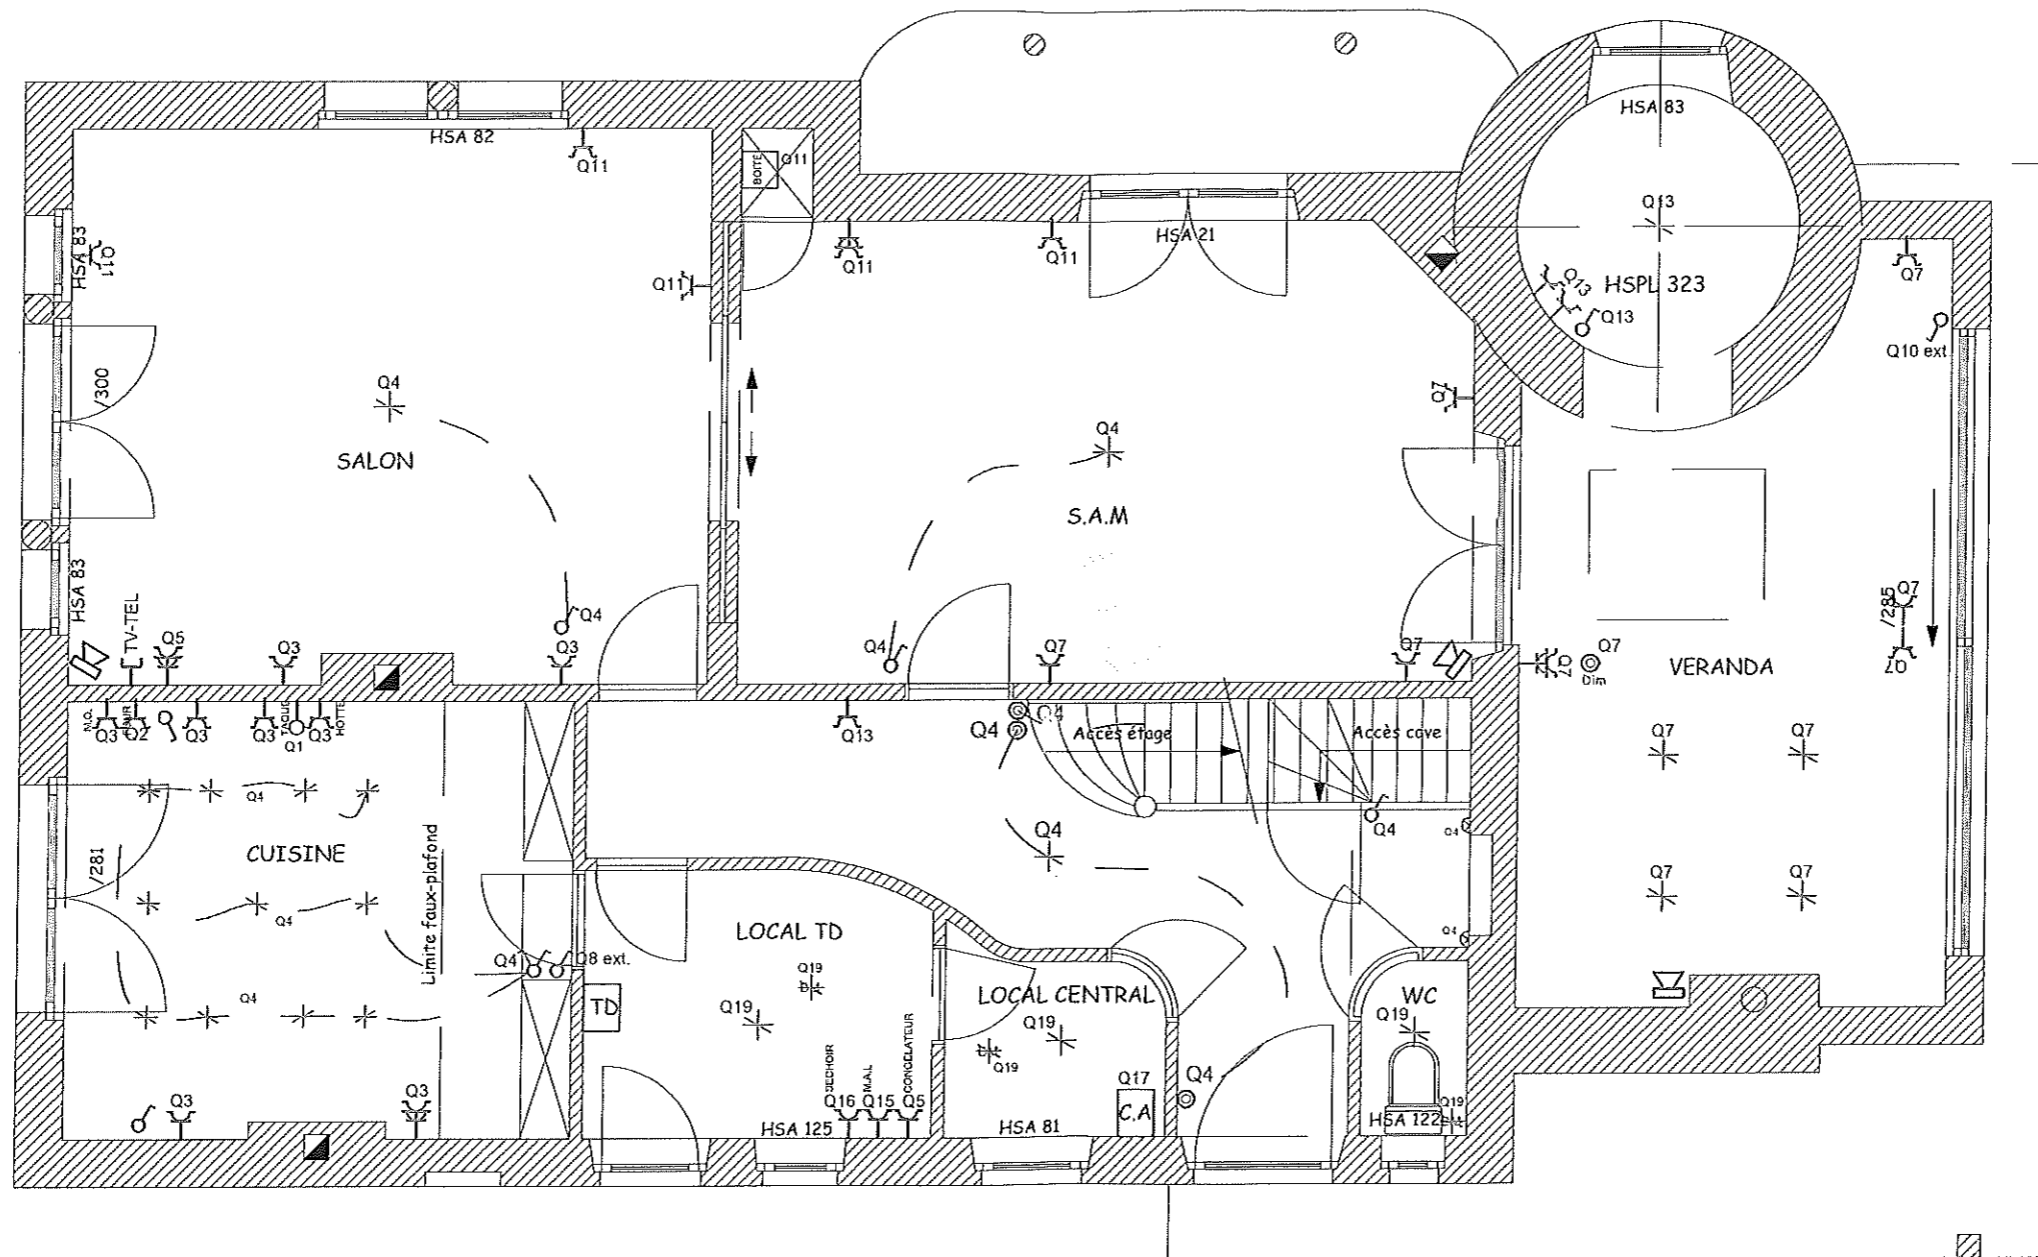 HSA 82
Q11
BOITE
Q11
HSA 83
Q11
Q11
Q11
HSA 21
Q11
HSA 83
Q13
HSPL 323
Q13
Q13
Q7
Q10 ext
/300
Q4
SALON
Q4
S.A.M
Q7
HSA 83
TV-TEL
Q5
Q3
Q4
Q3
Q4
Q7
Q7
Q7
Q7
Dim
VERANDA
Q7
/285
Q7
M.O.
Q3
Q2
Q3
Q3
Q1
Q3
HOTTE
Q13
Q4
Q4
Accès étage
Accès cave
Q4
Q7
Q7
Q4
CUISINE
/281
Limite faux-plafond
Q4
Q4
Q4
Q4
Q7
Q7
Q4
Q4
Q8 ext.
LOCAL TD
Q19
Q19
TD
LOCAL CENTRAL
Q19
Q19
WC
Q19
SECHOIR
M.A.L
CONGELATEUR
Q16
Q15
Q5
Q17
C.A
Q4
Q3
Q3
HSA 125
HSA 81
HSA 122
Q19